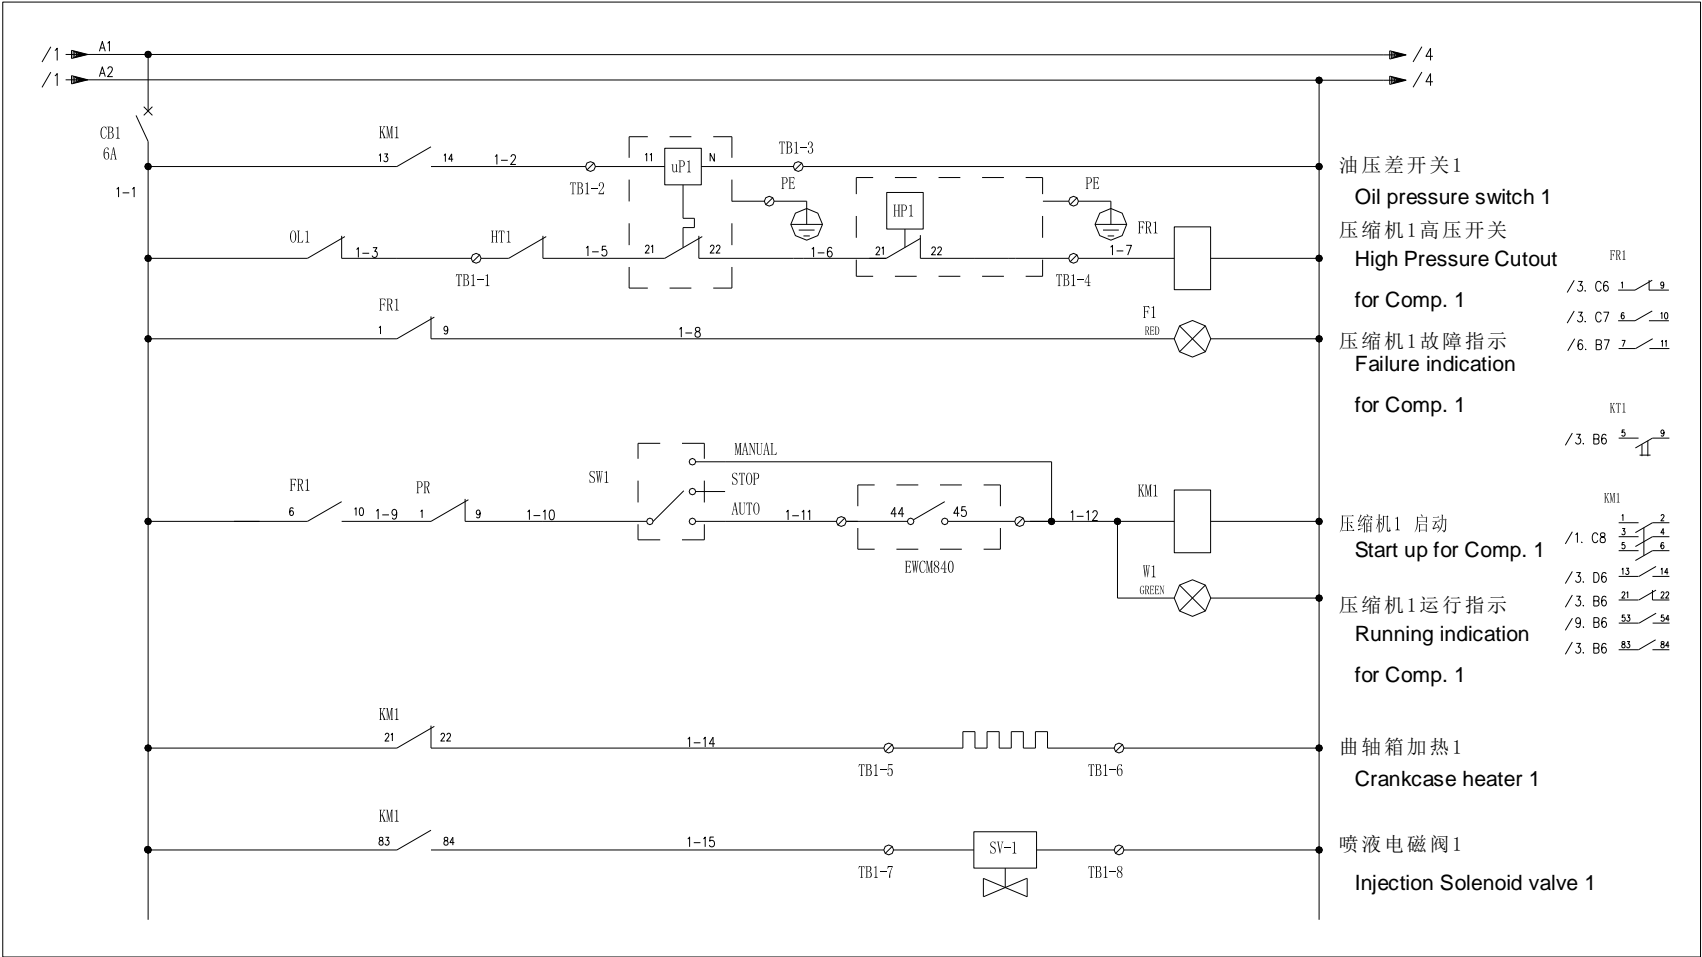 /1 A1 /4
/1 A2 /4
CB1
6A
1-1
KM1
13 14 1-2
TB1-2
11 uP1 N
TB1-3
PE
HP1
PE
油压差开关1
Oil pressure switch 1
OL1
1-3
TB1-1
HT1
1-5
21 22
1-6
21 22
TB1-4
1-7
FR1
压缩机1高压开关
High Pressure Cutout
for Comp. 1
FR1
/3. C6 1 9
/3. C7 6 10
/6. B7 7 11
FR1
1 9
1-8
F1
RED
压缩机1故障指示
Failure indication
for Comp. 1
KT1
/3. B6 5 9
MANUAL
STOP
AUTO
SW1
FR1
6 10 1-9
PR
1 9
1-10
1-11
44 45
EWCM840
1-12
KM1
压缩机1 启动
Start up for Comp. 1
W1
GREEN
压缩机1运行指示
Running indication
for Comp. 1
KM1
1 2
/1. C8 3 4
5 6
/3. D6 13 14
/3. B6 21 22
/9. B6 53 54
/3. B6 83 84
KM1
21 22
1-14
TB1-5
TB1-6
曲轴箱加热1
Crankcase heater 1
KM1
83 84
1-15
TB1-7
SV-1
TB1-8
喷液电磁阀1
Injection Solenoid valve 1